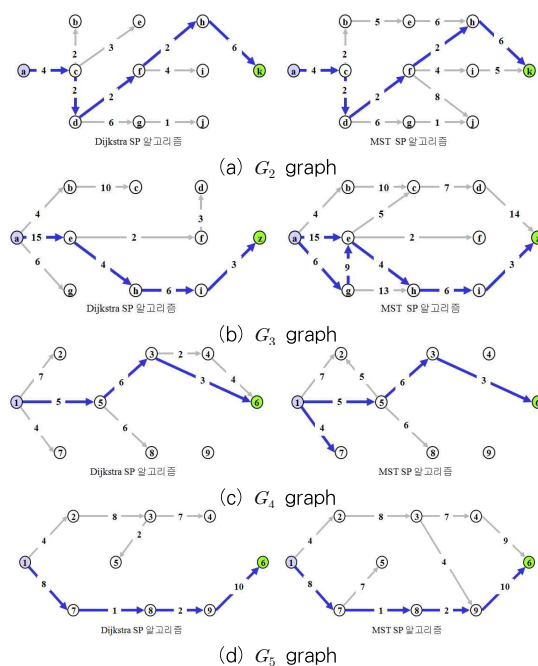 b 5 e 6
b e h c
2 3 2 6 2 2 6
a 4 c f 4 i k a 4 c f 4 i 5 k
2 2 2 2 8
d 6 g 1 j d 6 g 1 j
Dijkstra SP 알고리즘 MST SP 알고리즘
(a) G₂ graph
b 10 c d b 10 c 7 d
4 3 4 5 14
a 15 e 2 f z a 15 e 2 f z
6 4 3 6 9 4 3
g h 6 i g 13 h 6 i
Dijkstra SP 알고리즘 MST SP 알고리즘
(b) G₃ graph
2 3 2 4 2 3 4
7 6 3 4 7 5 6 3
1 5 5 6 1 5 5 6
4 6 4 6
7 8 9 7 8 9
Dijkstra SP 알고리즘 MST SP 알고리즘
(c) G₄ graph
2 8 3 7 4 2 8 3 7 4
4 2 4 9
1 5 6 1 5 4 6
8 10 8 7 10
7 1 8 2 9 7 1 8 2 9
Dijkstra SP 알고리즘 MST SP 알고리즘
(d) G₅ graph